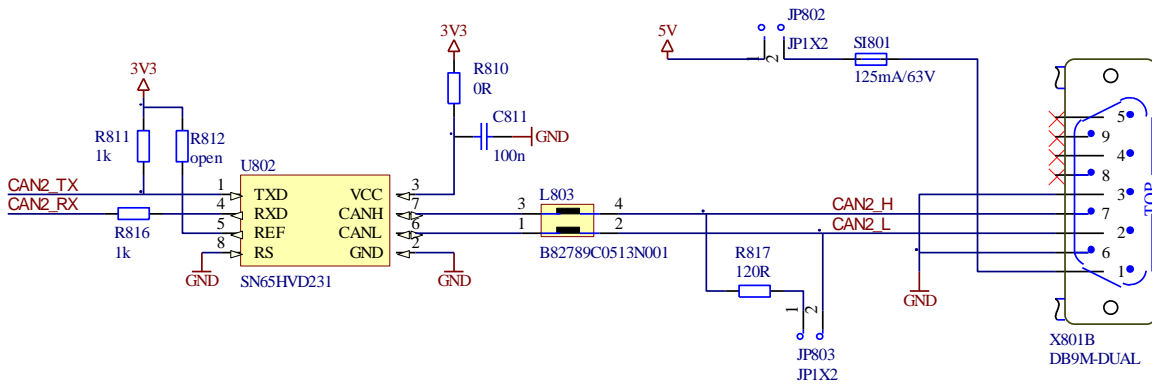 JP802
3V3
5V
JP1X2
SI801
1
2
125mA/63V
R810
0R
3V3
C811
GND
100n
R811
1k
R812
open
U802
CAN2_TX
1
TXD
VCC
3
CAN2_RX
4
RXD
CANH
7
R816
1k
5
REF
CANL
6
8
RS
GND
2
GND
SN65HVD231
GND
L803
3
4
1
2
B82789C0513N001
CAN2_H
CAN2_L
R817
120R
1
2
JP803
JP1X2
GND
5
9
4
8
3
7
2
6
1
TOP
X801B
DB9M-DUAL